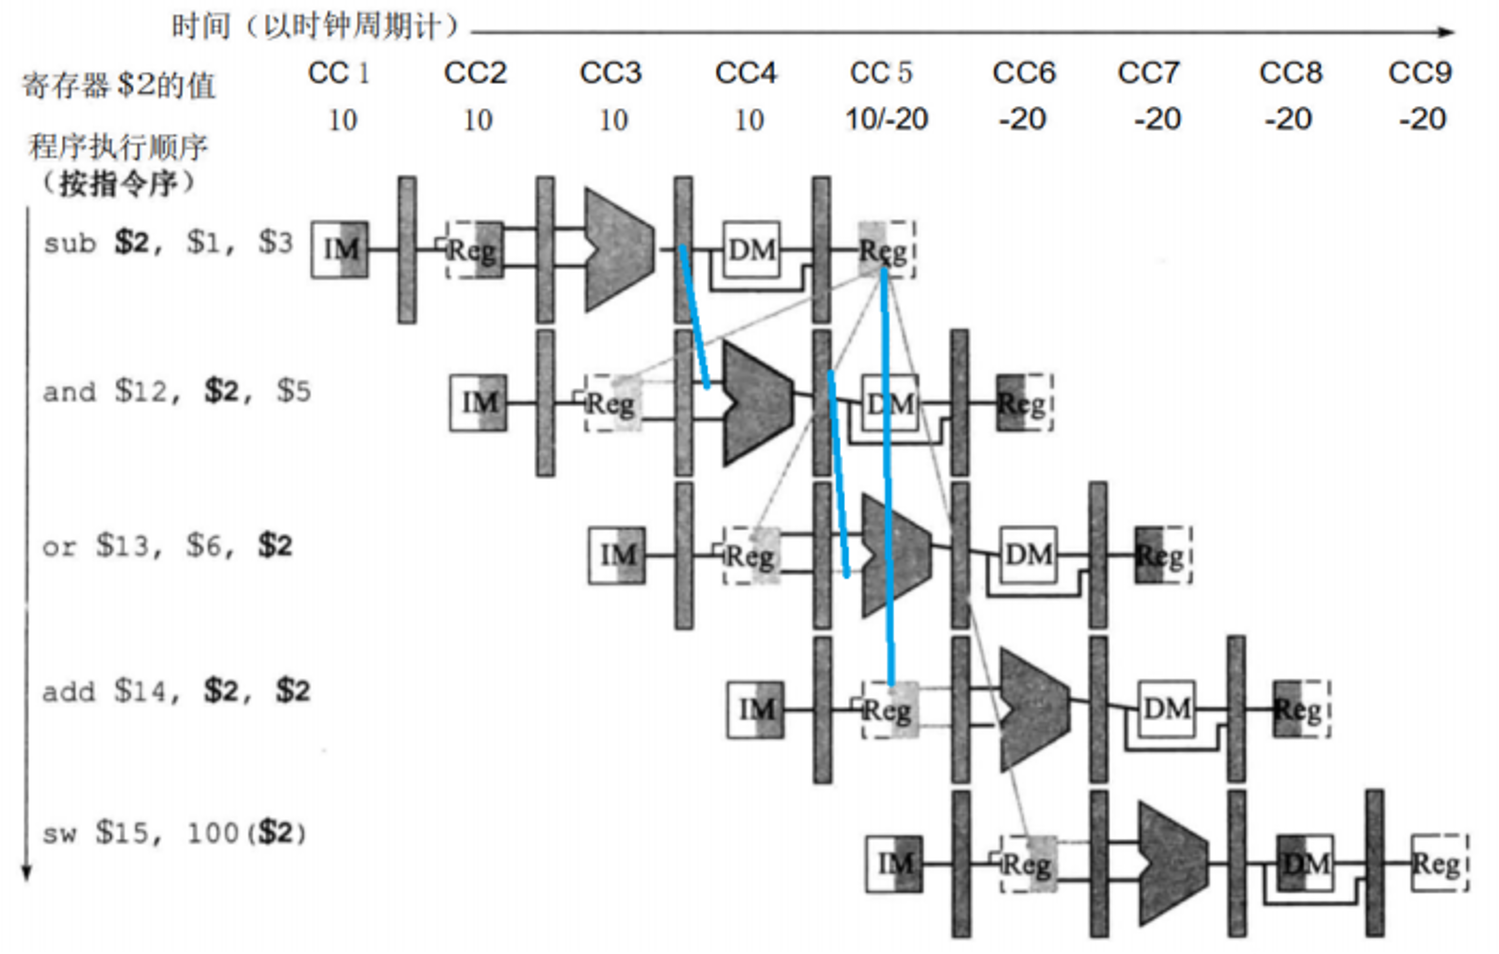 时间（以时钟周期计）
寄存器 $2的值 CC 1 CC2 CC3 CC4 CC 5 CC6 CC7 CC8 CC9
10 10 10 10 10/-20 -20 -20 -20 -20
程序执行顺序
（按指令序）
sub $2, $1, $3 IM Reg DM Reg
and $12, $2, $5 IM Reg DM Reg
or $13, $6, $2 IM Reg DM Reg
add $14, $2, $2 IM Reg DM Reg
sw $15, 100($2) IM Reg DM Reg